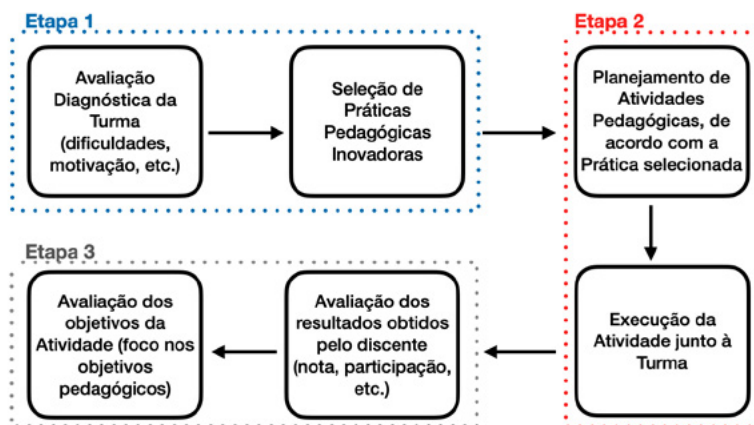 Etapa 1
Avaliação
Diagnóstica da
Turma
(dificuldades,
motivação, etc.)
Seleção de
Práticas
Pedagógicas
Inovadoras
Etapa 2
Planejamento de
Atividades
Pedagógicas, de
acordo com a
Prática selecionada
Execução da
Atividade junto à
Turma
Etapa 3
Avaliação dos
resultados obtidos
pelo discente
(nota, participação,
etc.)
Avaliação dos
objetivos da
Atividade (foco nos
objetivos
pedagógicos)